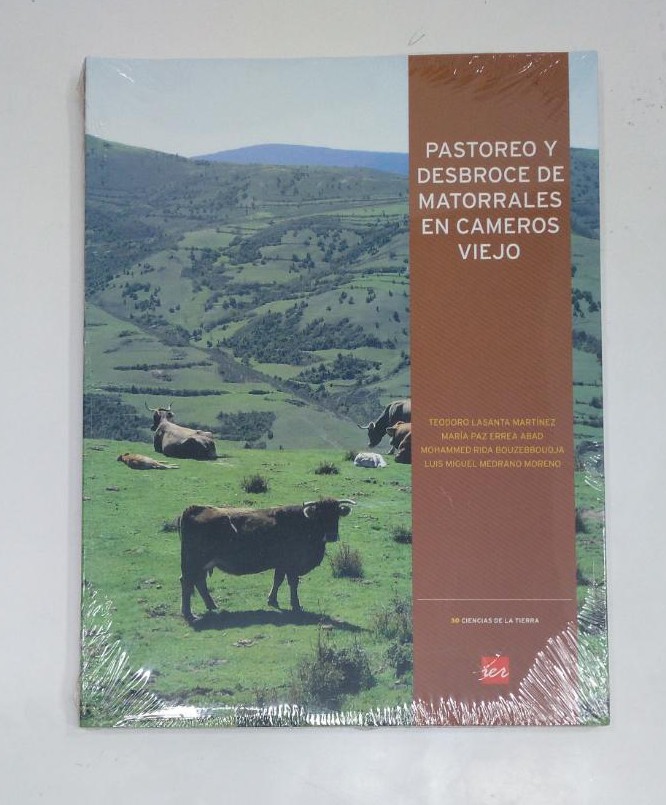 PASTOREO Y
DESBROCE DE
MATORRALES
EN CAMEROS
VIEJO
TEODORO LASANTA MARTÍNEZ
MARÍA PAZ ERREA ABAD
MOHAMMED RIDA BOUZEBBOUDJA
LUIS MIGUEL MEDRANO MORENO
30 CIENCIAS DE LA TIERRA
ier